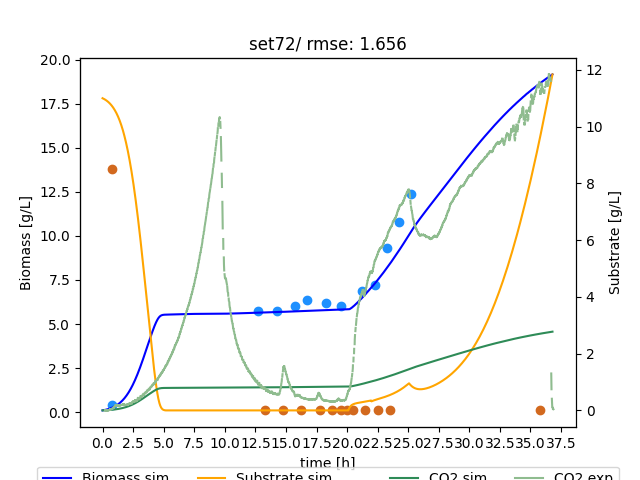 set72/ rmse: 1.656
Biomass [g/L]
20.0
17.5
15.0
12.5
10.0
7.5
5.0
2.5
0.0
12
10
8
6
4
2
0
Substrate [g/L]
0.0 2.5 5.0 7.5 10.0 12.5 15.0 17.5 20.0 22.5 25.0 27.5 30.0 32.5 35.0 37.5
time [h]
Biomass sim Substrate sim CO2 sim CO2 exp